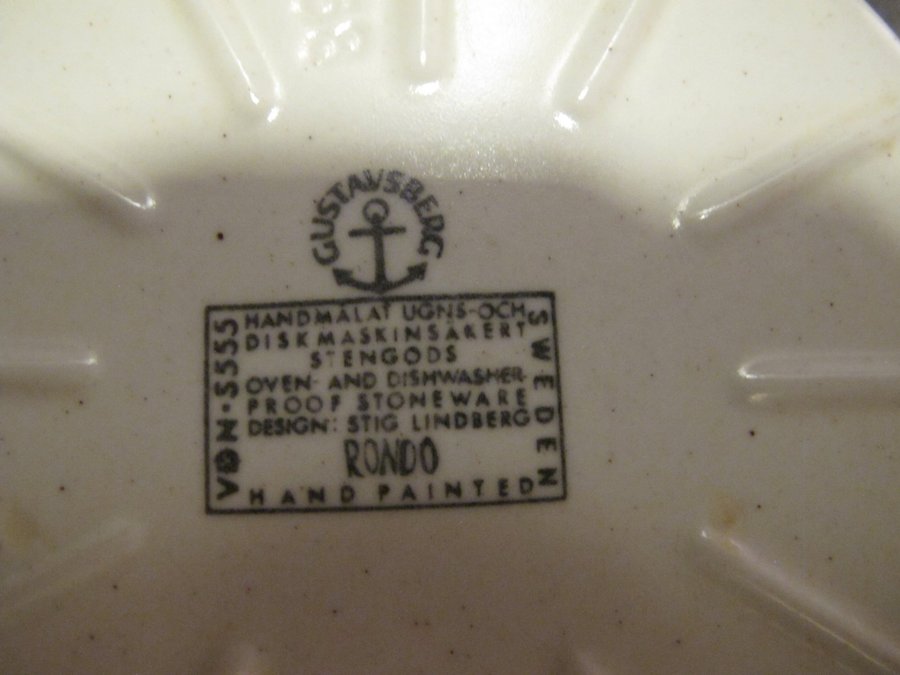 GUSTAVSBERG
VDN-S555
HANDMÅLAT UGNS-OCH
DISKMASKINSÄKERT
STENGODS
OVEN- AND DISHWASHER-
PROOF STONEWARE
DESIGN: STIG LINDBERG
RONDO
HAND PAINTED
SWEDEN